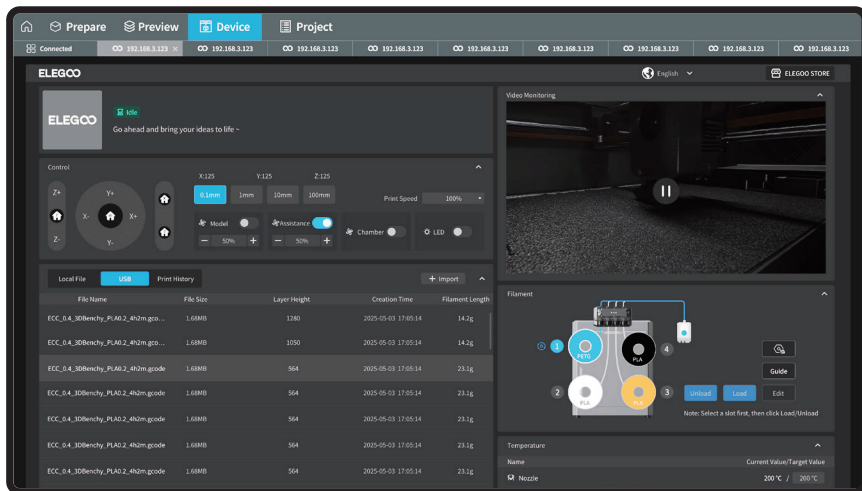 Prepare Preview Device Project
Connected 192.168.3.123 × 192.168.3.123 192.168.3.123 192.168.3.123 192.168.3.123 192.168.3.123 192.168.3.123 192.168.3.123 192.168.3.123
ELEGOO English ELEGOO STORE
ELEGOO
Idle
Go ahead and bring your ideas to life ~
Control
X:125 Y:125 Z:125
Z+ Y+ X- X+ Z- Y-
0.1mm 1mm 10mm 100mm
Print Speed 100%
Model Assistance Chamber LED
− 50% + − 50% +
Local File USB Print History + Import
File Name File Size Layer Height Creation Time Filament Length
ECC_0.4_3DBenchy_PLA0.2_4h2m.gco... 1.68MB 1280 2025-05-03 17:05:14 14.2g
ECC_0.4_3DBenchy_PLA0.2_4h2m.gco... 1.68MB 1050 2025-05-03 17:05:14 14.2g
ECC_0.4_3DBenchy_PLA0.2_4h2m.gcode 1.68MB 564 2025-05-03 17:05:14 23.1g
ECC_0.4_3DBenchy_PLA0.2_4h2m.gcode 1.68MB 564 2025-05-03 17:05:14 23.1g
ECC_0.4_3DBenchy_PLA0.2_4h2m.gcode 1.68MB 564 2025-05-03 17:05:14 23.1g
ECC_0.4_3DBenchy_PLA0.2_4h2m.gcode 1.68MB 564 2025-05-03 17:05:14 23.1g
ECC_0.4_3DBenchy_PLA0.2_4h2m.gcode 1.68MB 564 2025-05-03 17:05:14 23.1g
Video Monitoring
Filament
1 PETG
PLA 4
2 PLA
PLA 3
Guide
Unload Load Edit
Note: Select a slot first, then click Load/Unload
Temperature
Name Current Value/Target Value
Nozzle 200℃ / 200℃